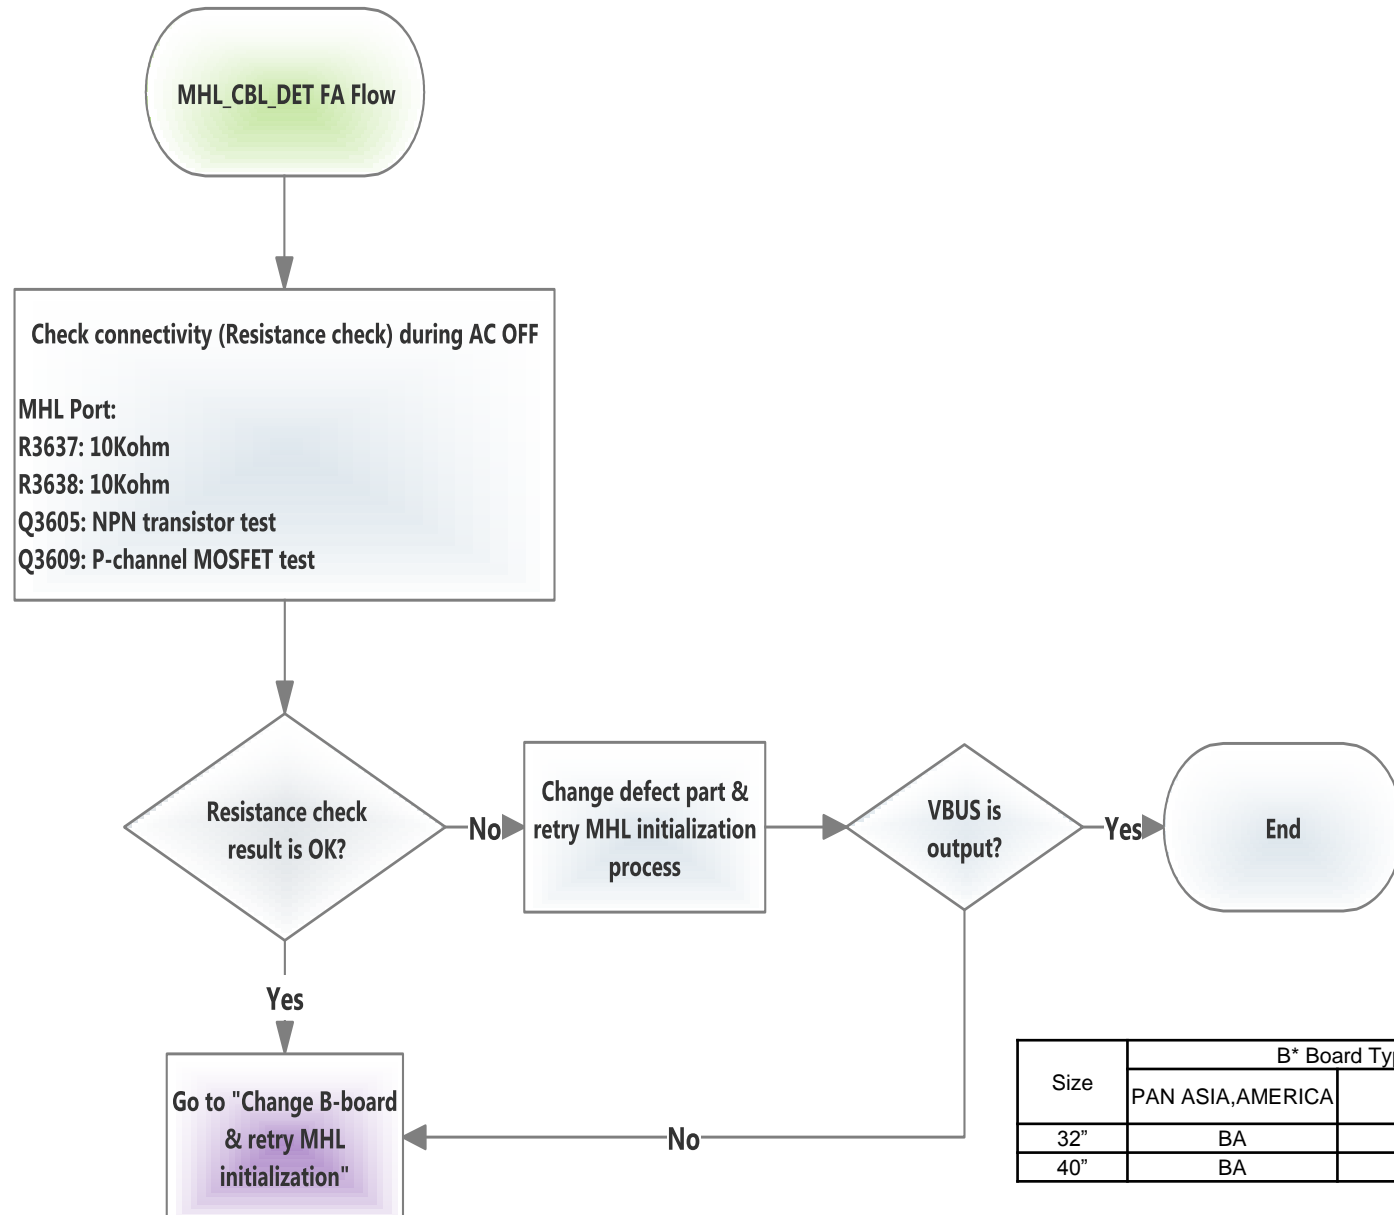 MHL_CBL_DET FA Flow
Check connectivity (Resistance check) during AC OFF
MHL Port:
R3637: 10Kohm
R3638: 10Kohm
Q3605: NPN transistor test
Q3609: P-channel MOSFET test
Resistance check
result is OK?
No
Change defect part &
retry MHL initialization
process
VBUS is
output?
Yes
End
Yes
Go to "Change B-board
& retry MHL
initialization"
No
Size
B* Board Ty
PAN ASIA,AMERICA
32”
BA
40”
BA